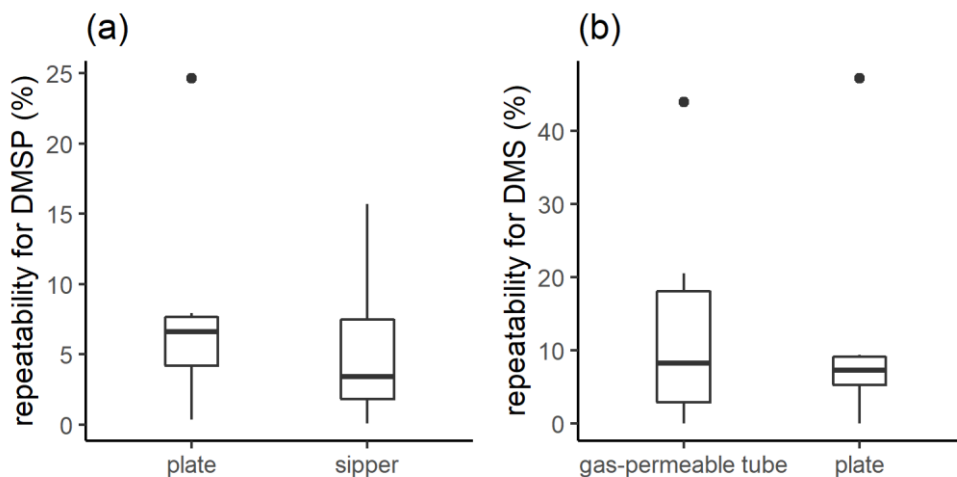 (a)
repeatability for DMSP (%)
25
20
15
10
5
0
plate sipper
(b)
repeatability for DMS (%)
40
30
20
10
0
gas-permeable tube plate